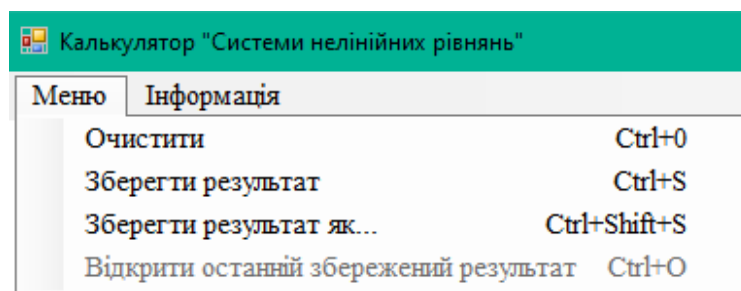 Калькулятор "Системи нелінійних рівнянь"
Меню Інформація
Очистити Ctrl+0
Зберегти результат Ctrl+S
Зберегти результат як... Ctrl+Shift+S
Відкрити останній збережений результат Ctrl+O